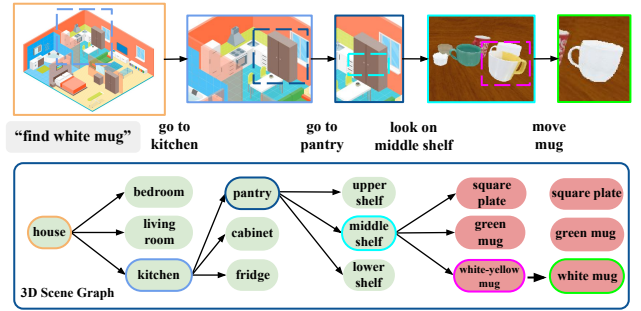 "find white mug"
go to
kitchen
go to
pantry
look on
middle shelf
move
mug
house
bedroom
living
room
kitchen
pantry
cabinet
fridge
upper
shelf
middle
shelf
lower
shelf
square
plate
green
mug
white-yellow
mug
square plate
green mug
white mug
3D Scene Graph